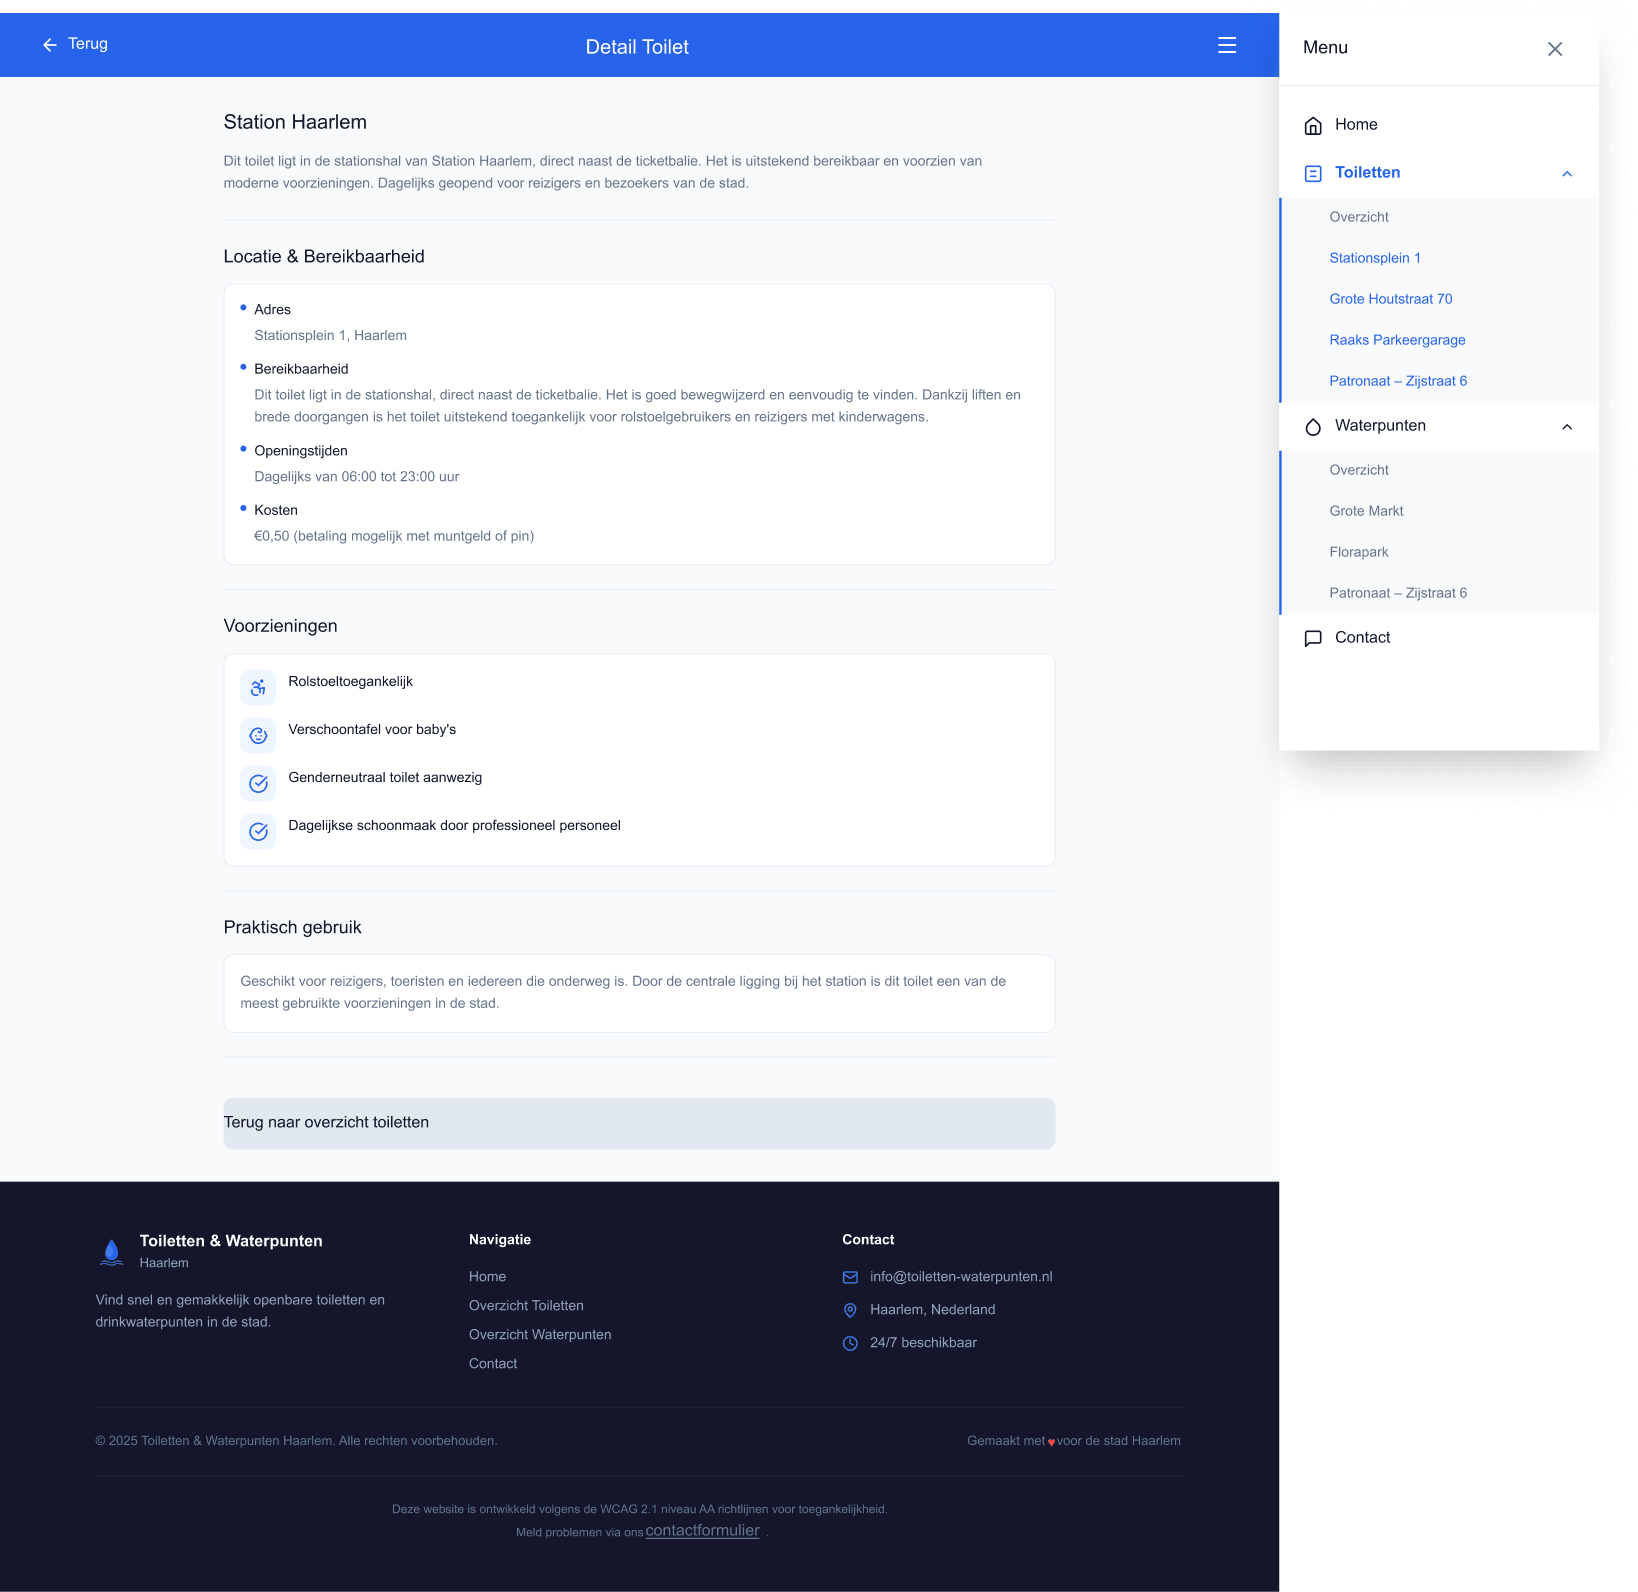 Terug
Detail Toilet
Station Haarlem
Dit toilet ligt in de stationshal van Station Haarlem, direct naast de ticketbalie. Het is uitstekend bereikbaar en voorzien van
moderne voorzieningen. Dagelijks geopend voor reizigers en bezoekers van de stad.
Locatie & Bereikbaarheid
Adres
Stationsplein 1, Haarlem
Bereikbaarheid
Dit toilet ligt in de stationshal, direct naast de ticketbalie. Het is goed bewegwijzerd en eenvoudig te vinden. Dankzij liften en
brede doorgangen is het toilet uitstekend toegankelijk voor rolstoelgebruikers en reizigers met kinderwagens.
Openingstijden
Dagelijks van 06:00 tot 23:00 uur
Kosten
€0,50 (betaling mogelijk met muntgeld of pin)
Voorzieningen
Rolstoeltoegankelijk
Verschoontafel voor baby's
Genderneutraal toilet aanwezig
Dagelijkse schoonmaak door professioneel personeel
Praktisch gebruik
Geschikt voor reizigers, toeristen en iedereen die onderweg is. Door de centrale ligging bij het station is dit toilet een van de
meest gebruikte voorzieningen in de stad.
Terug naar overzicht toiletten
Toiletten & Waterpunten
Haarlem
Vind snel en gemakkelijk openbare toiletten en
drinkwaterpunten in de stad.
Navigatie
Home
Overzicht Toiletten
Overzicht Waterpunten
Contact
Contact
info@toiletten-waterpunten.nl
Haarlem, Nederland
24/7 beschikbaar
© 2025 Toiletten & Waterpunten Haarlem. Alle rechten voorbehouden.
Gemaakt met ♥ voor de stad Haarlem
Deze website is ontwikkeld volgens de WCAG 2.1 niveau AA richtlijnen voor toegankelijkheid.
Meld problemen via ons contactformulier .
Menu
Home
Toiletten
Overzicht
Stationsplein 1
Grote Houtstraat 70
Raaks Parkeergarage
Patronaat – Zijstraat 6
Waterpunten
Overzicht
Grote Markt
Florapark
Patronaat – Zijstraat 6
Contact